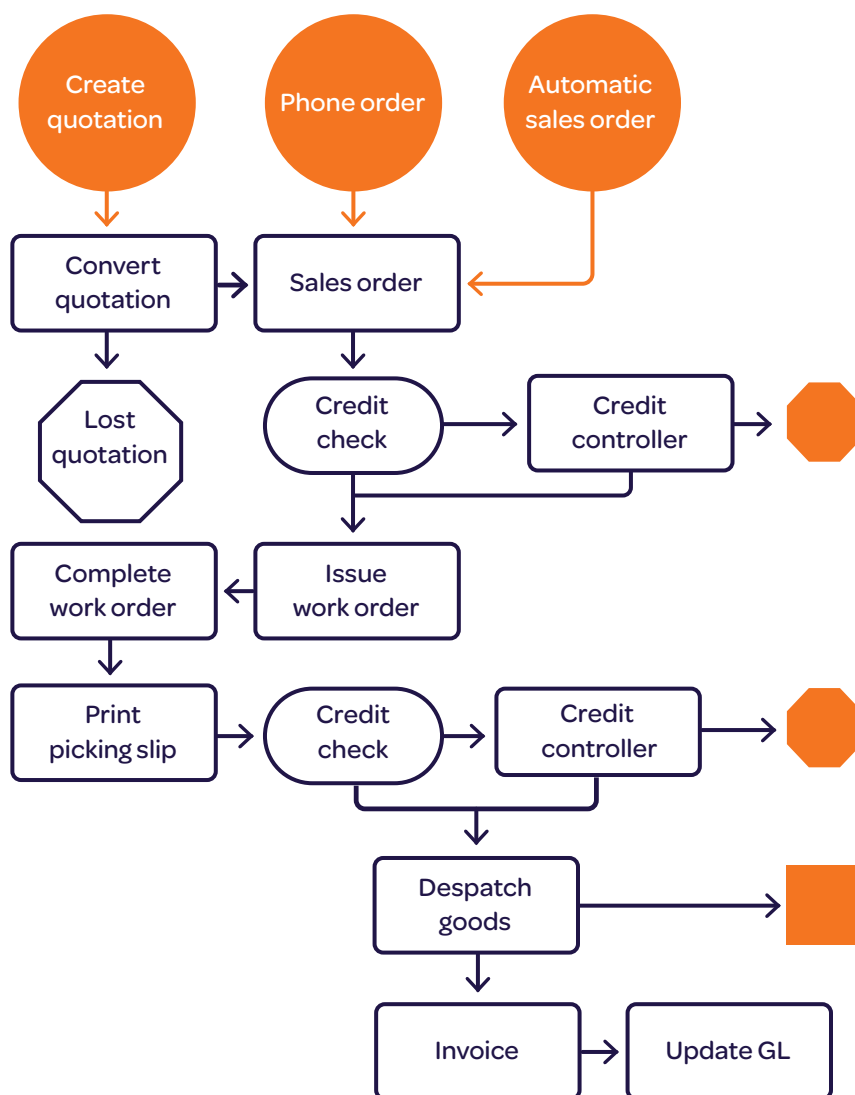 Create
quotation
Phone order
Automatic
sales order
Convert
quotation
Sales order
Lost
quotation
Credit
check
Credit
controller
Complete
work order
Issue
work order
Print
picking slip
Credit
check
Credit
controller
Despatch
goods
Invoice
Update GL